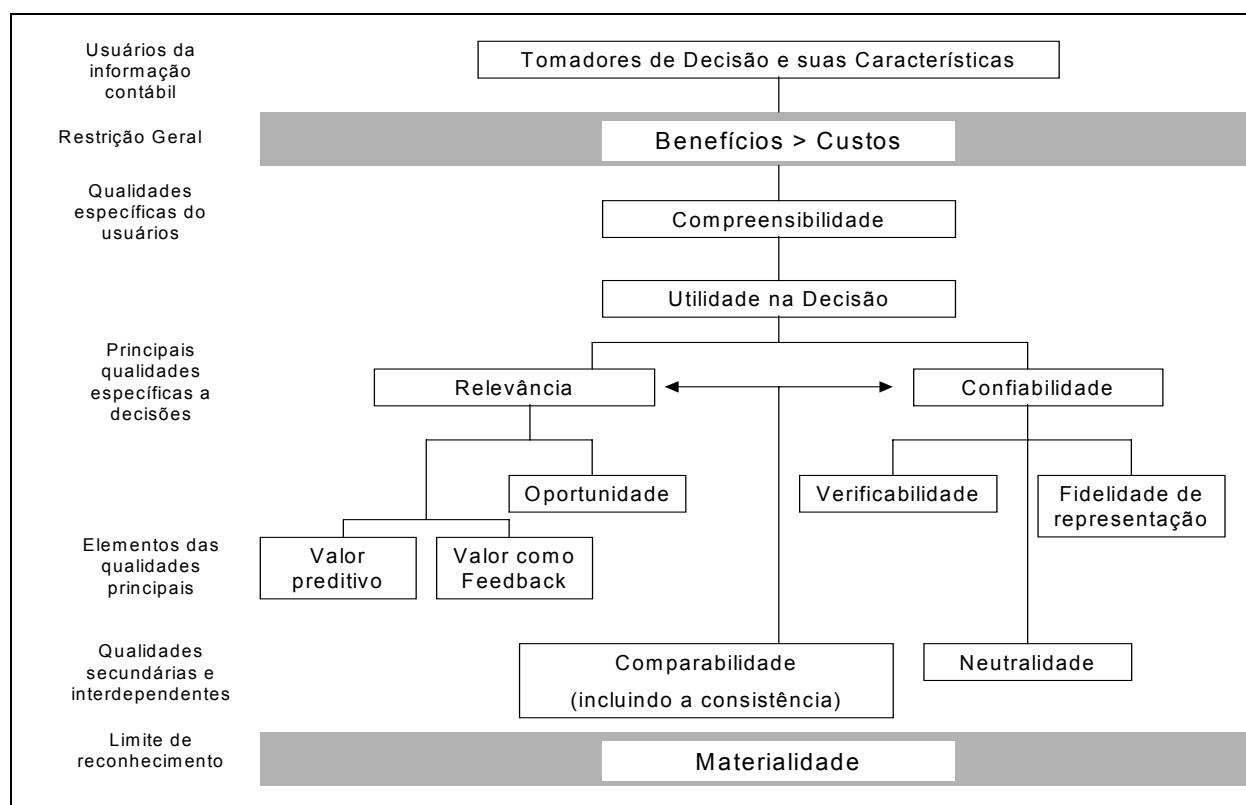 Usuários da
informação
contábil
Tomadores de Decisão e suas Características
Restrição Geral
Benefícios > Custos
Qualidades
específicas do
usuários
Compreensibilidade
Utilidade na Decisão
Principais
qualidades
específicas a
decisões
Relevância
Confiabilidade
Oportunidade
Verificabilidade
Fidelidade de
representação
Elementos das
qualidades
principais
Valor
preditivo
Valor como
Feedback
Qualidades
secundárias e
interdependentes
Comparabilidade
(incluindo a consistência)
Neutralidade
Limite de
reconhecimento
Materialidade